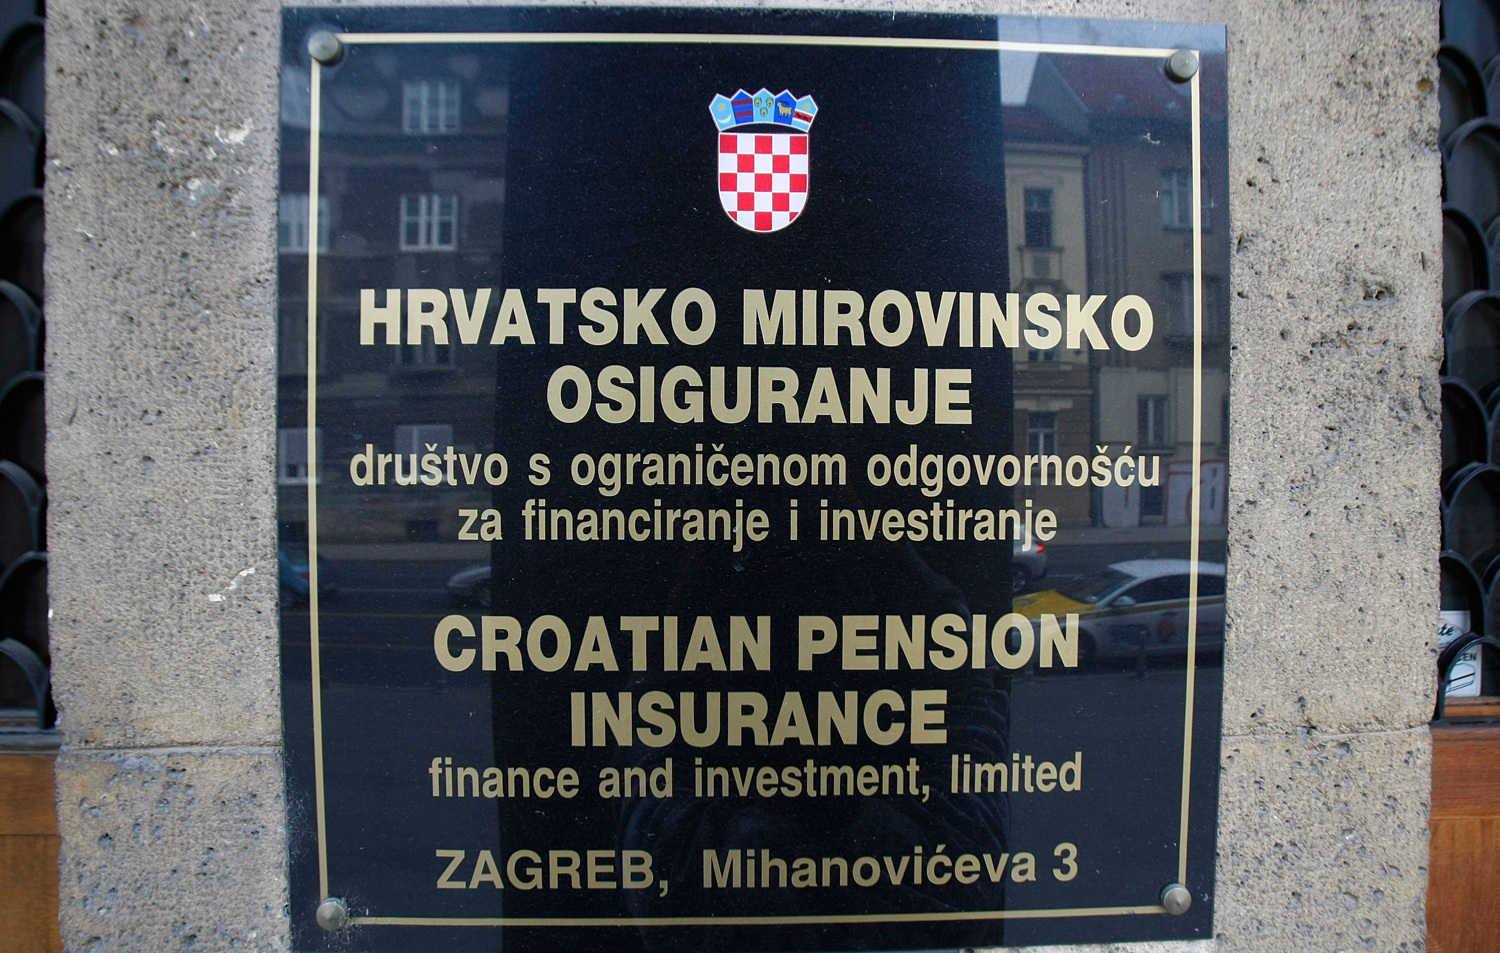 HRVATSKO MIROVINSKO
OSIGURANJE
društvo s ograničenom odgovornošću
za financiranje i investiranje
CROATIAN PENSION
INSURANCE
finance and investment, limited
ZAGREB, Mihanovićeva 3